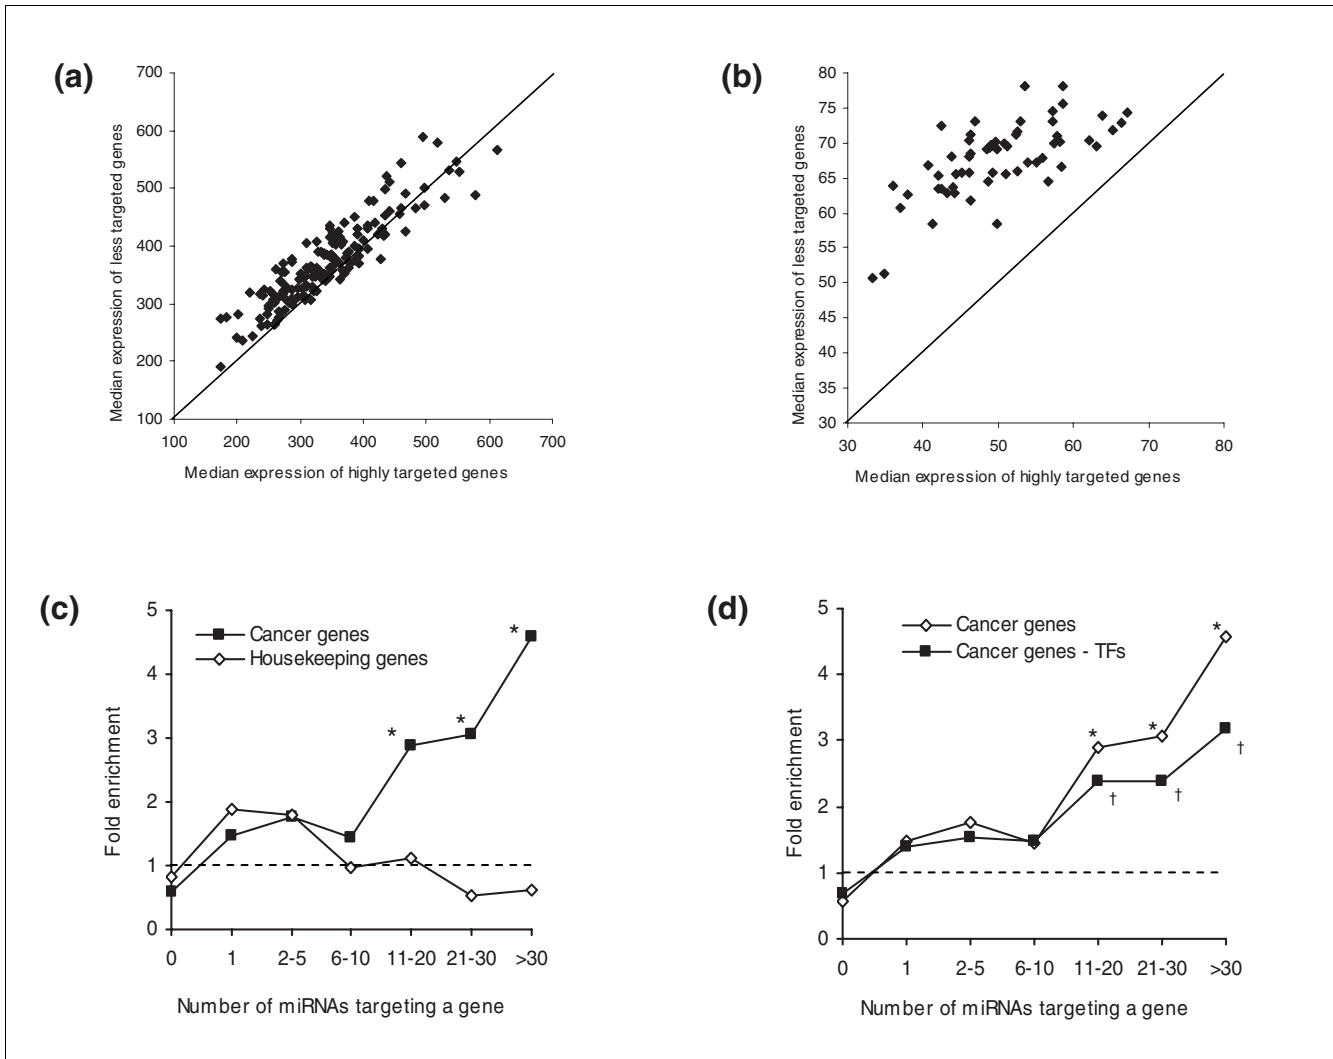 (a)
700
600
500
400
300
200
100
100 200 300 400 500 600 700
Median expression of less targeted genes
Median expression of highly targeted genes
(b)
80
75
70
65
60
55
50
45
40
35
30
30 40 50 60 70 80
Median expression of less targeted genes
Median expression of highly targeted genes
(c)
5
4
3
2
1
0
Fold enrichment
Cancer genes
Housekeeping genes
*
*
*
0 1 2-5 6-10 11-20 21-30 >30
Number of miRNAs targeting a gene
(d)
5
4
3
2
1
0
Fold enrichment
Cancer genes
Cancer genes - TFs
*
*
*
†
†
†
0 1 2-5 6-10 11-20 21-30 >30
Number of miRNAs targeting a gene